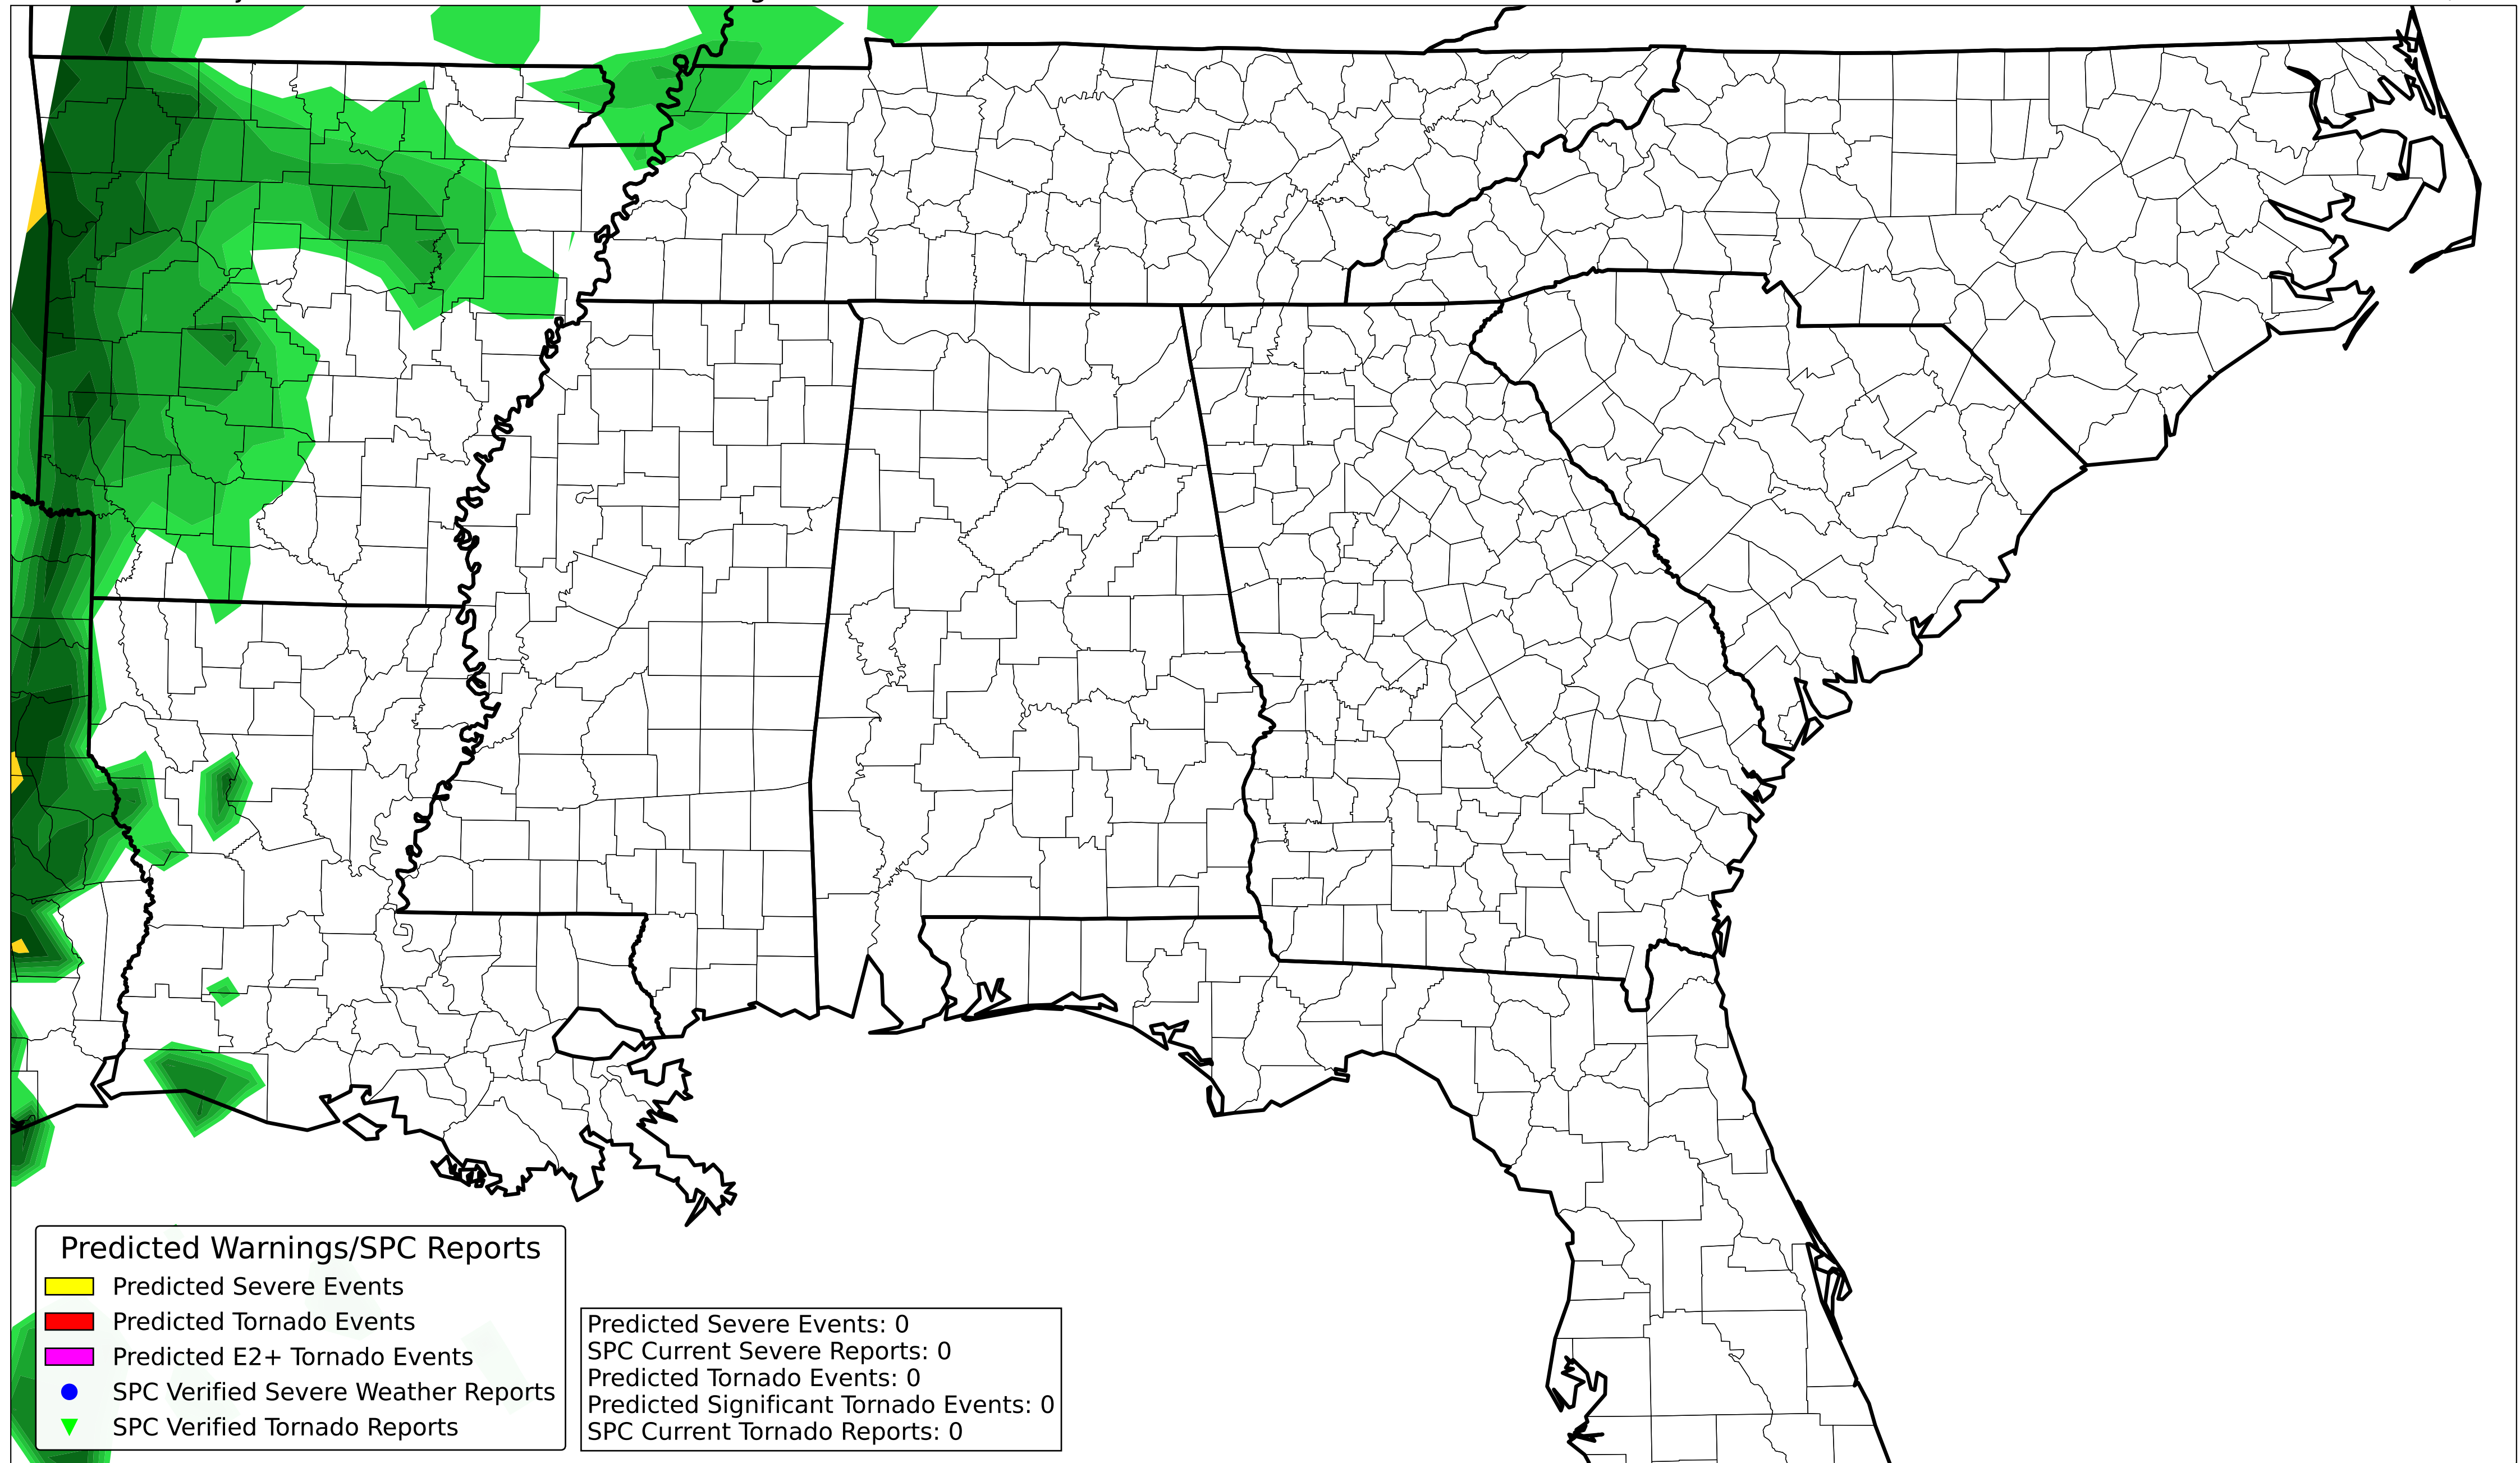 Predicted Warnings/SPC Reports
Predicted Severe Events
Predicted Tornado Events
Predicted E2+ Tornado Events
SPC Verified Severe Weather Reports
SPC Verified Tornado Reports
Predicted Severe Events: 0
SPC Current Severe Reports: 0
Predicted Tornado Events: 0
Predicted Significant Tornado Events: 0
SPC Current Tornado Reports: 0